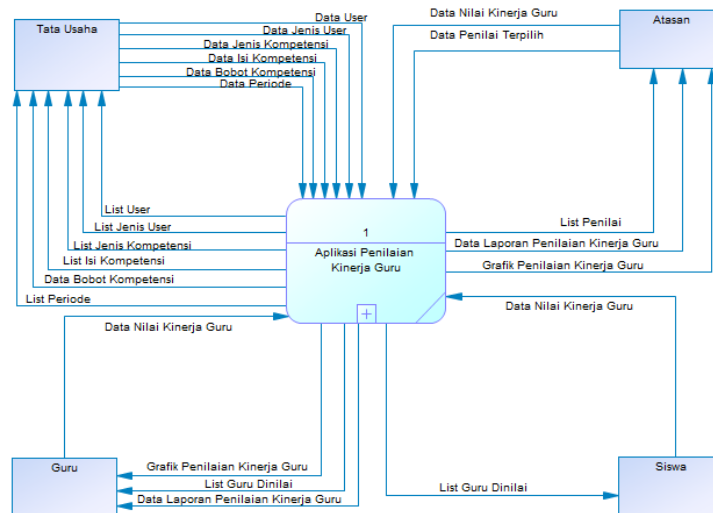 Tata Usaha
Data User
Data Jenis User
Data Jenis Kompetensi
Data Isi Kompetensi
Data Bobot Kompetensi
Data Periode
Data Nilai Kinerja Guru
Data Penilai Terpilih
Atasan
List User
List Jenis User
List Jenis Kompetensi
List Isi Kompetensi
Data Bobot Kompetensi
List Periode
1
Aplikasi Penilaian
Kinerja Guru
List Penilai
Data Laporan Penilaian Kinerja Guru
Grafik Penilaian Kinerja Guru
Data Nilai Kinerja Guru
Data Nilai Kinerja Guru
Guru
Grafik Penilaian Kinerja Guru
List Guru Dinilai
Data Laporan Penilaian Kinerja Guru
List Guru Dinilai
Siswa